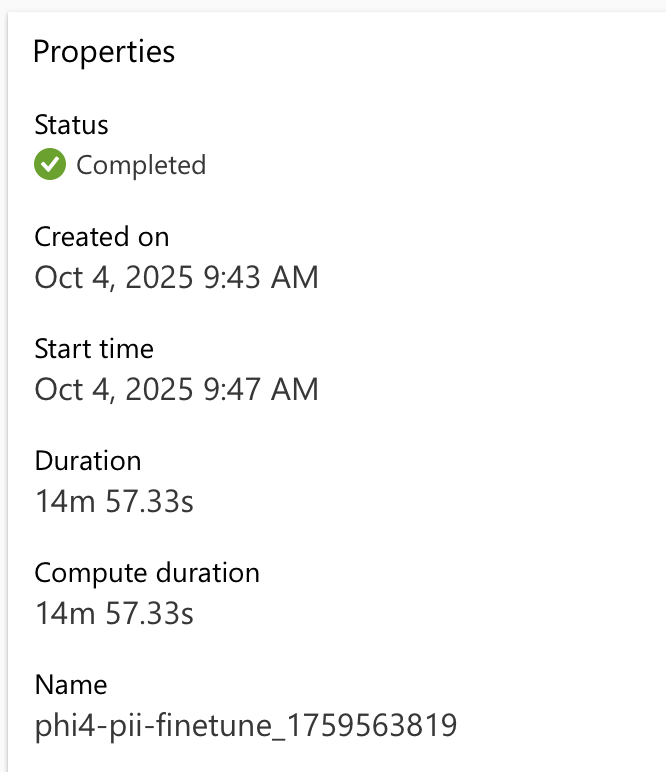 Properties
Status
Completed
Created on
Oct 4, 2025 9:43 AM
Start time
Oct 4, 2025 9:47 AM
Duration
14m 57.33s
Compute duration
14m 57.33s
Name
phi4-pii-finetune_1759563819